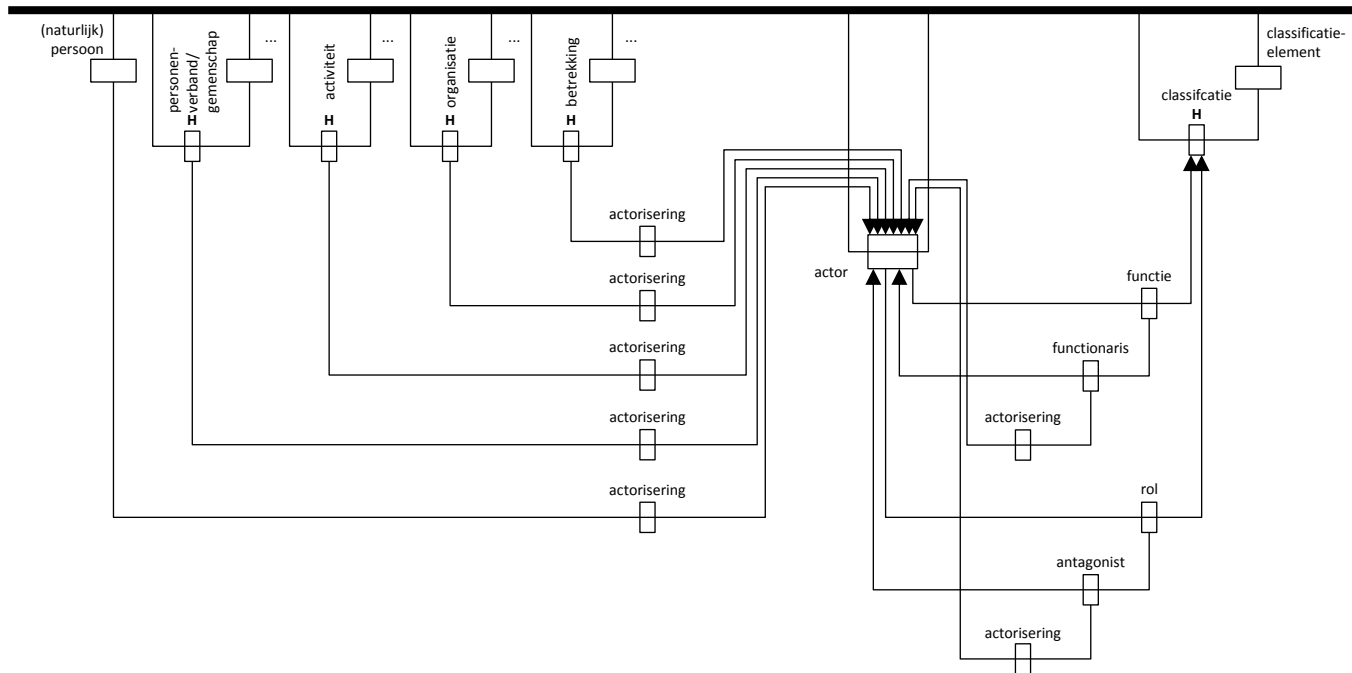 (naturlijk)
persoon
personen-
verband/
gemenschap
H
...
activiteit
H
...
organisatie
H
...
betrekking
H
...
classificatie-
element
classifcatie
H
actorisering
actor
functie
actorisering
functionaris
actorisering
actorisering
actorisering
actorisering
rol
antagonist
actorisering